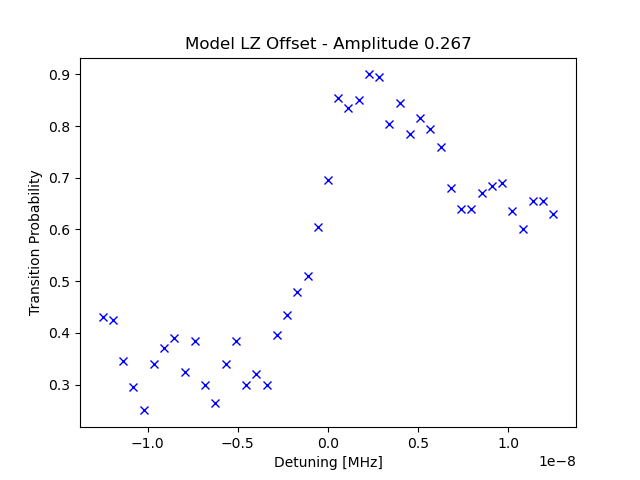 Model LZ Offset - Amplitude 0.267
Transition Probability
0.9
0.8
0.7
0.6
0.5
0.4
0.3
−1.0 −0.5 0.0 0.5 1.0
1e−8
Detuning [MHz]